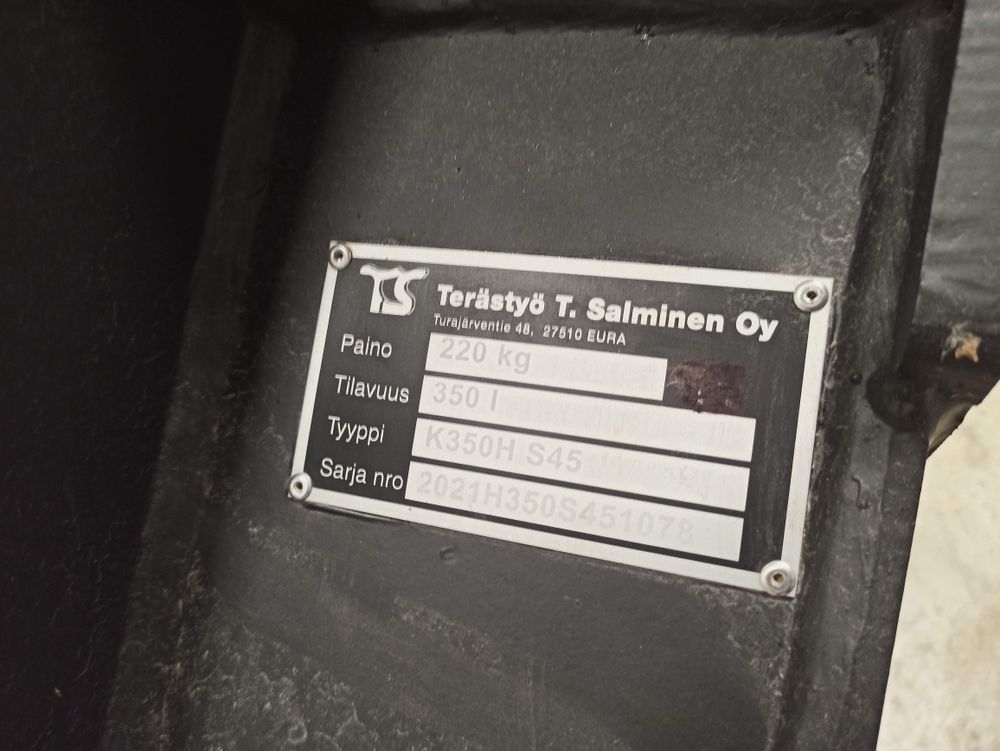 TS Terästyö T. Salminen Oy
Turajärventie 48, 27510 EURA
Paino 220 kg
Tilavuus 350 l
Tyyppi K350H S45
Sarja nro 2021H350S451078